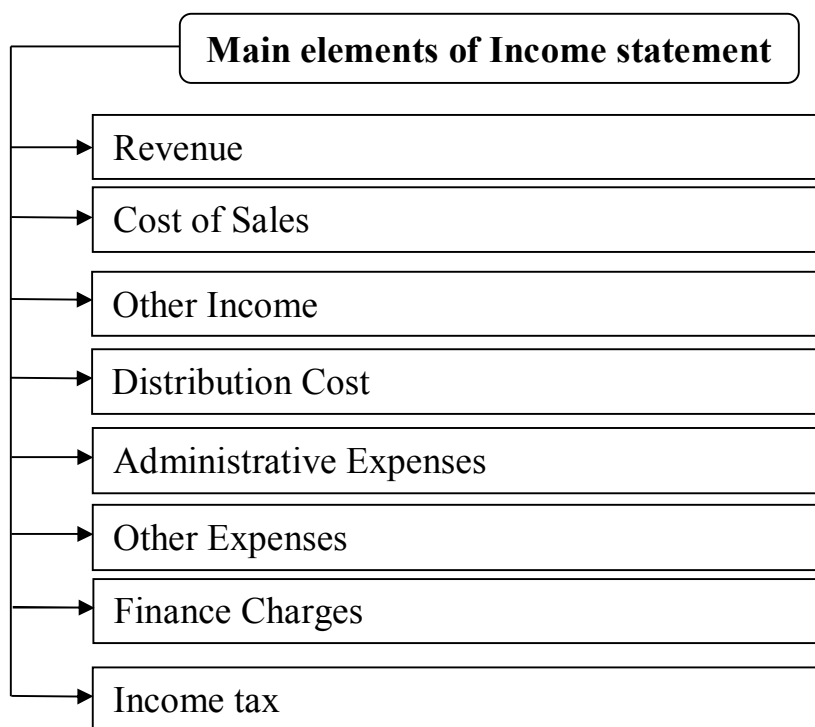 Main elements of Income statement
Revenue
Cost of Sales
Other Income
Distribution Cost
Administrative Expenses
Other Expenses
Finance Charges
Income tax